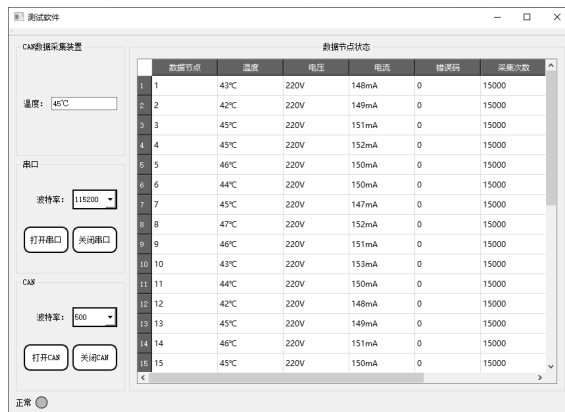 测试软件
CAN数据采集装置
温度： 45℃
串口
波特率： 115200
打开串口 关闭串口
CAN
波特率： 500
打开CAN 关闭CAN
正常
数据节点状态
数据节点 温度 电压 电流 错误码 采集次数
1 1 43℃ 220V 148mA 0 15000
2 2 42℃ 220V 149mA 0 15000
3 3 45℃ 220V 151mA 0 15000
4 4 45℃ 220V 152mA 0 15000
5 5 46℃ 220V 150mA 0 15000
6 6 44℃ 220V 150mA 0 15000
7 7 45℃ 220V 147mA 0 15000
8 8 47℃ 220V 152mA 0 15000
9 9 46℃ 220V 151mA 0 15000
10 10 45℃ 220V 153mA 0 15000
11 11 44℃ 220V 150mA 0 15000
12 12 42℃ 220V 148mA 0 15000
13 13 45℃ 220V 149mA 0 15000
14 14 46℃ 220V 151mA 0 15000
15 15 45℃ 220V 150mA 0 15000